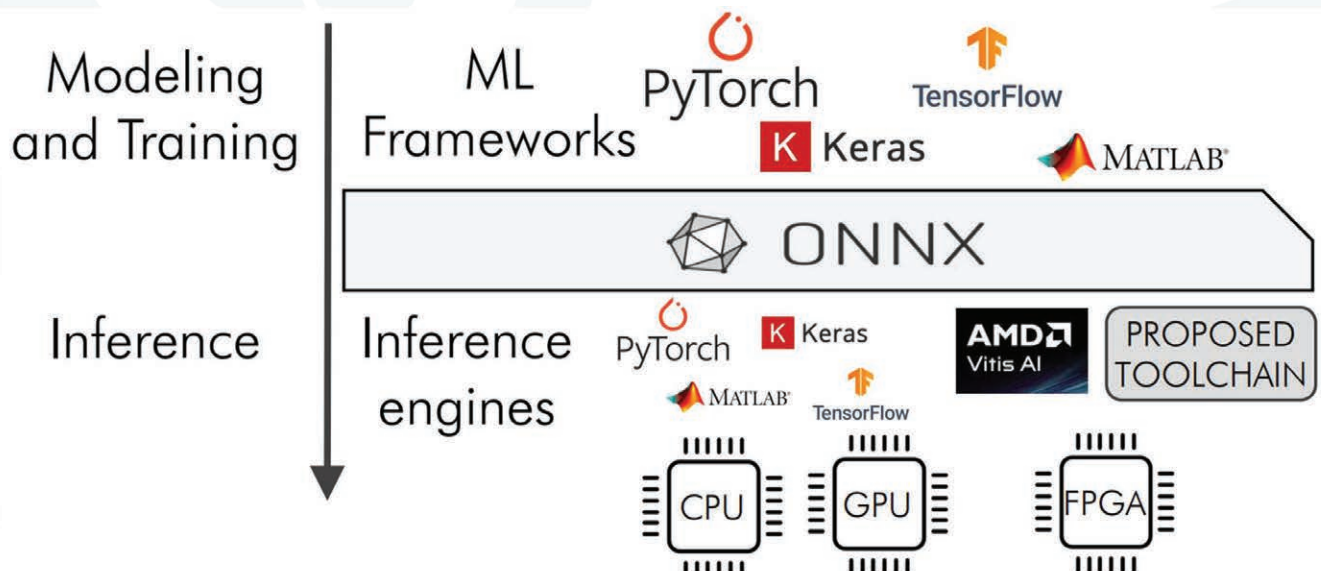 Modeling
and Training
ML
Frameworks
PyTorch
TensorFlow
K Keras
MATLAB®
ONNX
Inference
Inference
engines
PyTorch
K Keras
MATLAB®
TensorFlow
AMD
Vitis AI
PROPOSED
TOOLCHAIN
CPU
GPU
FPGA